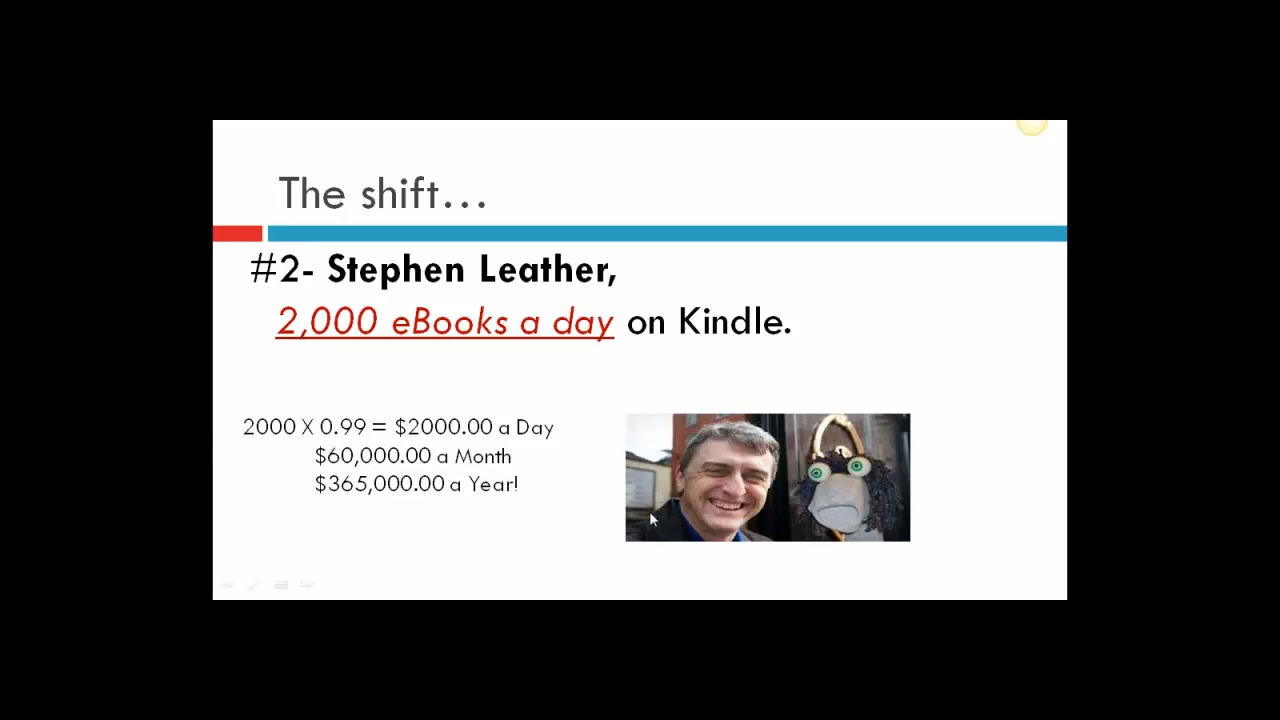 The shift...
#2- Stephen Leather,
2,000 eBooks a day on Kindle.
2000 X 0.99 = $2000.00 a Day
$60,000.00 a Month
$365,000.00 a Year!